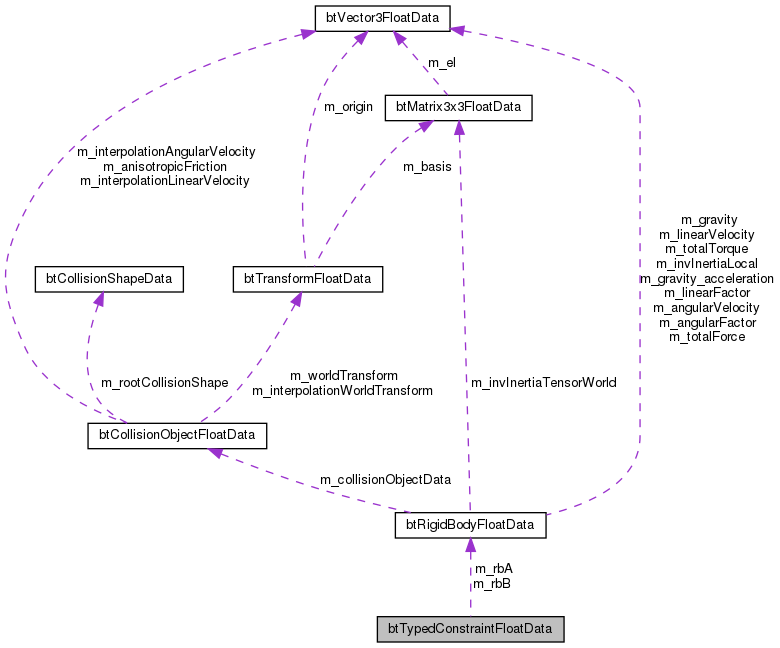 btVector3FloatData
m_el
btMatrix3x3FloatData
m_origin
m_interpolationAngularVelocity
m_anisotropicFriction
m_interpolationLinearVelocity
m_basis
m_gravity
m_linearVelocity
m_totalTorque
m_invInertiaLocal
m_gravity_acceleration
m_linearFactor
m_angularVelocity
m_angularFactor
m_totalForce
btCollisionShapeData
btTransformFloatData
m_rootCollisionShape
m_worldTransform
m_interpolationWorldTransform
m_invInertiaTensorWorld
btCollisionObjectFloatData
m_collisionObjectData
btRigidBodyFloatData
m_rbA
m_rbB
btTypedConstraintFloatData